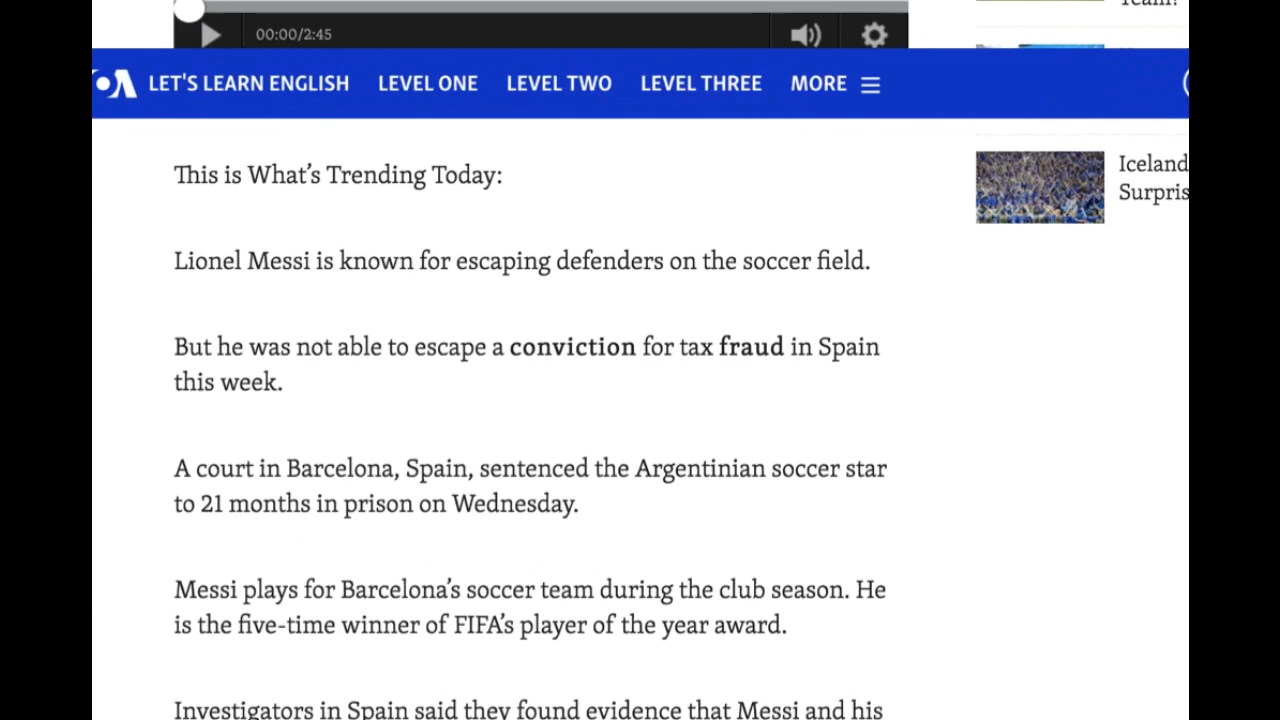 Team?
00:00/2:45
LET'S LEARN ENGLISH LEVEL ONE LEVEL TWO LEVEL THREE MORE
This is What's Trending Today:
Iceland
Surpris
Lionel Messi is known for escaping defenders on the soccer field.
But he was not able to escape a conviction for tax fraud in Spain
this week.
A court in Barcelona, Spain, sentenced the Argentinian soccer star
to 21 months in prison on Wednesday.
Messi plays for Barcelona's soccer team during the club season. He
is the five-time winner of FIFA's player of the year award.
Investigators in Spain said they found evidence that Messi and his